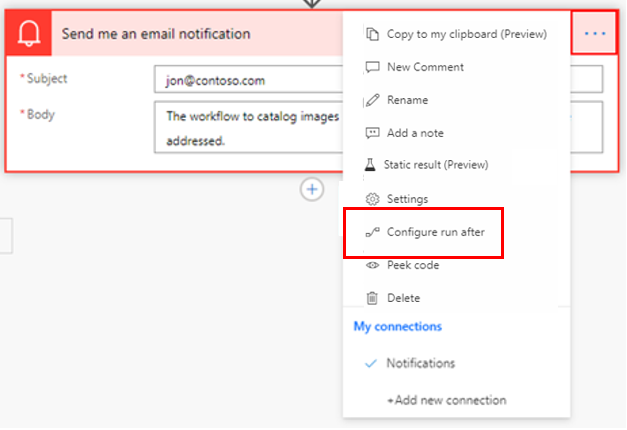 Send me an email notification
...
* Subject
jon@contoso.com
* Body
The workflow to catalog images
addressed.
Copy to my clipboard (Preview)
New Comment
Rename
Add a note
Static result (Preview)
Settings
Configure run after
Peek code
Delete
My connections
Notifications
+Add new connection